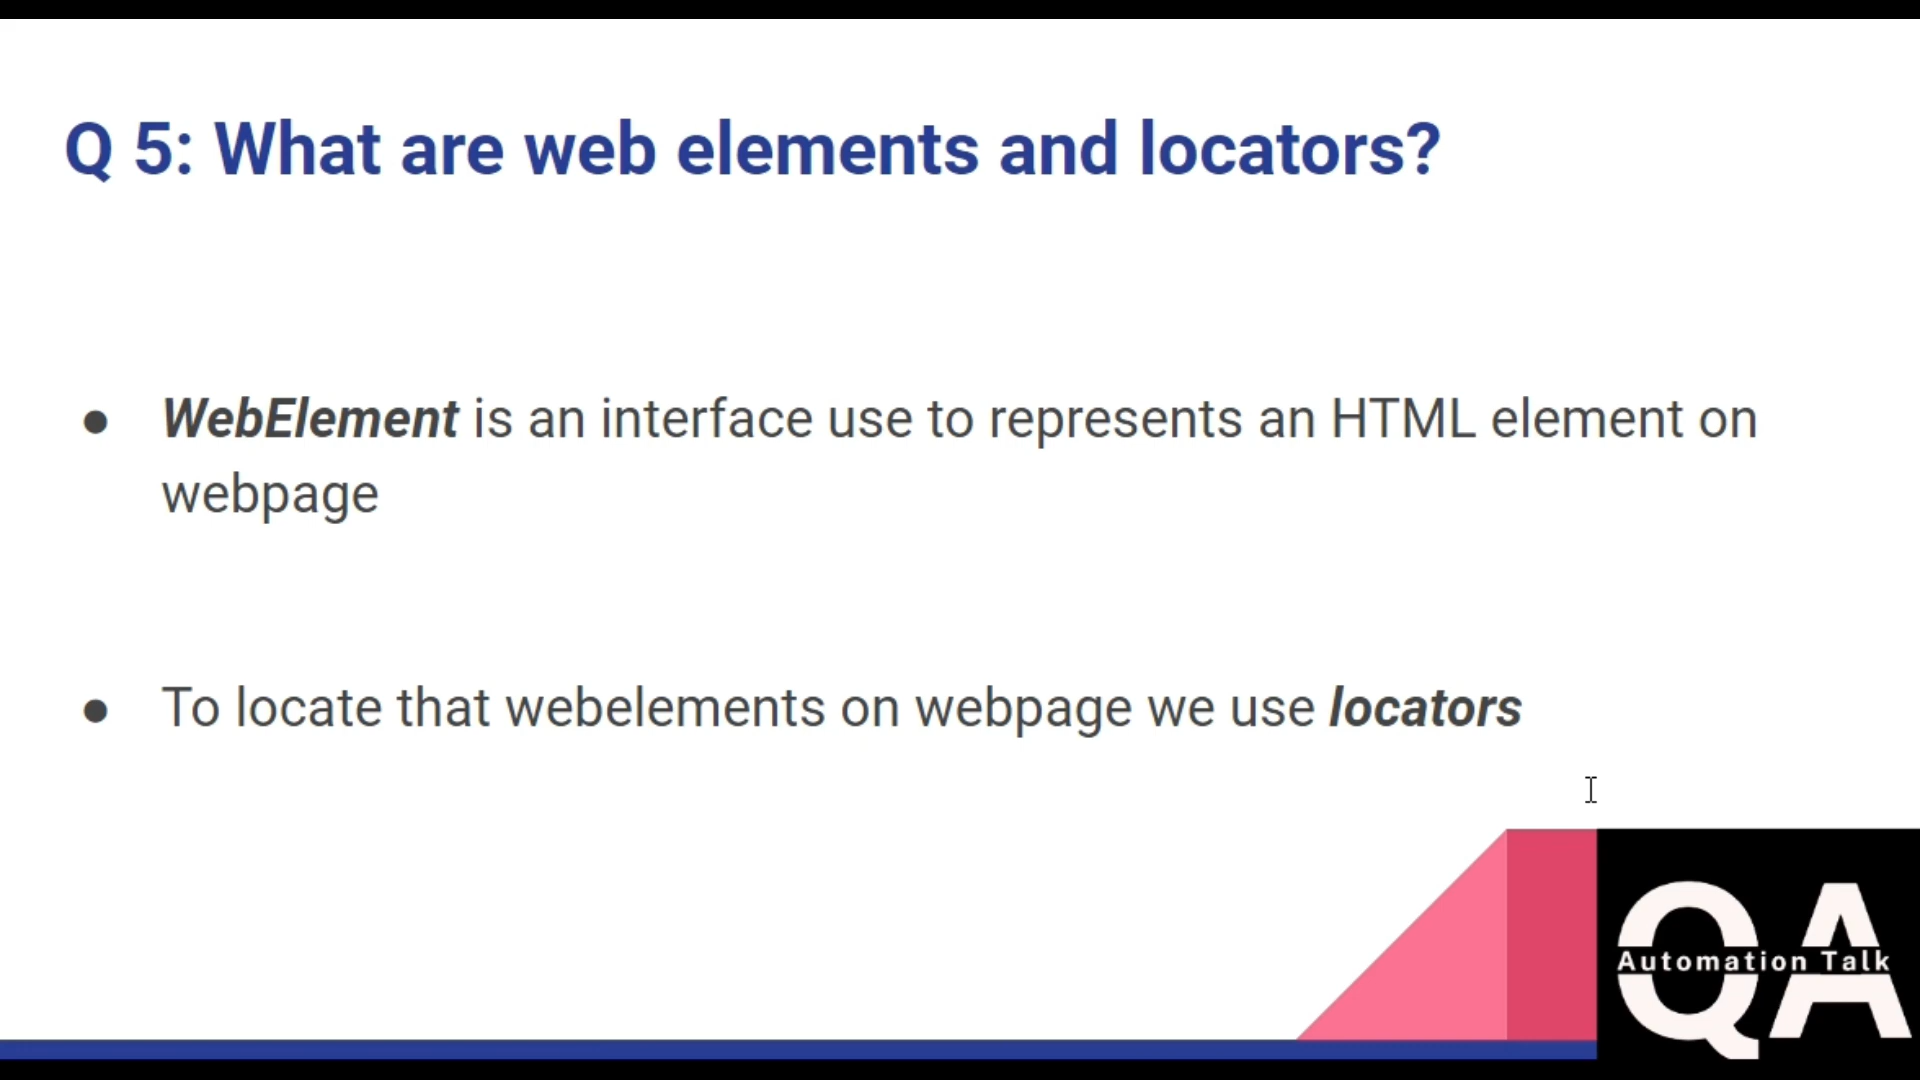 Q 5: What are web elements and locators?
● WebElement is an interface use to represents an HTML element on
webpage
● To locate that webelements on webpage we use locators
QA
Automation Talk